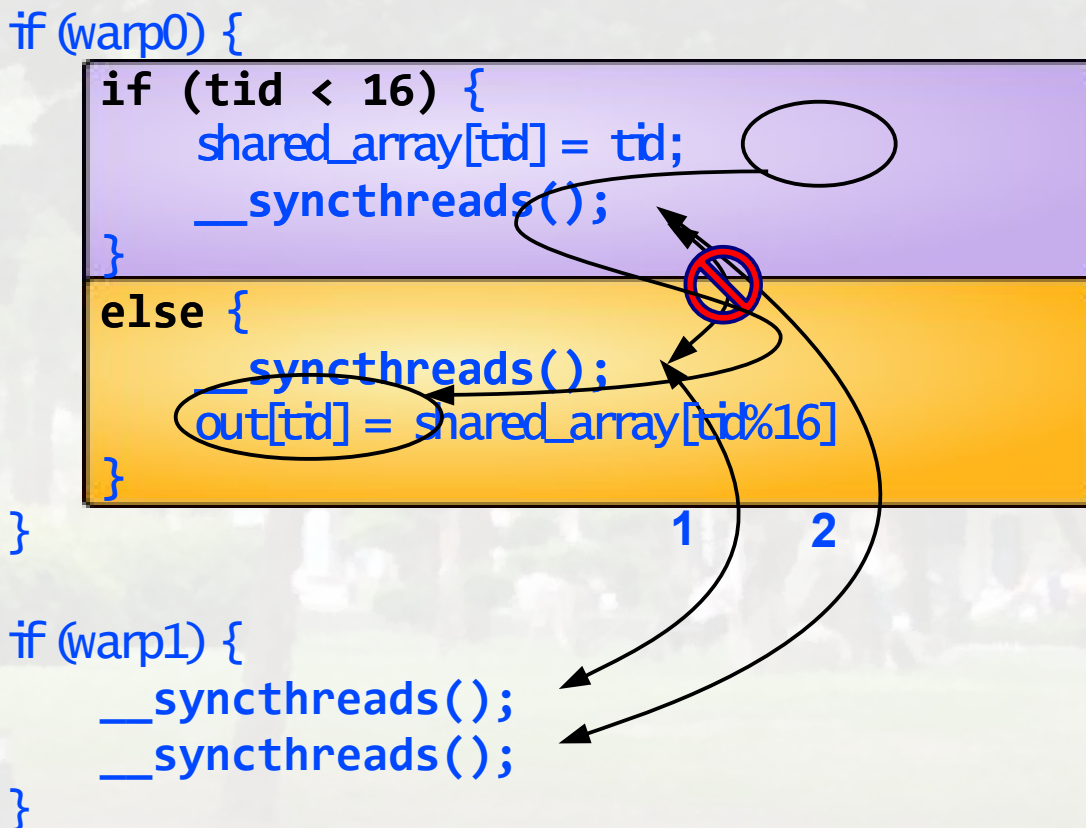 if (warp0) {
if (tid < 16) {
shared_array[tid] = tid;
__syncthreads();
}
else {
__syncthreads();
out[tid] = shared_array[tid%16]
}
}
1 2
if (warp1) {
__syncthreads();
__syncthreads();
}